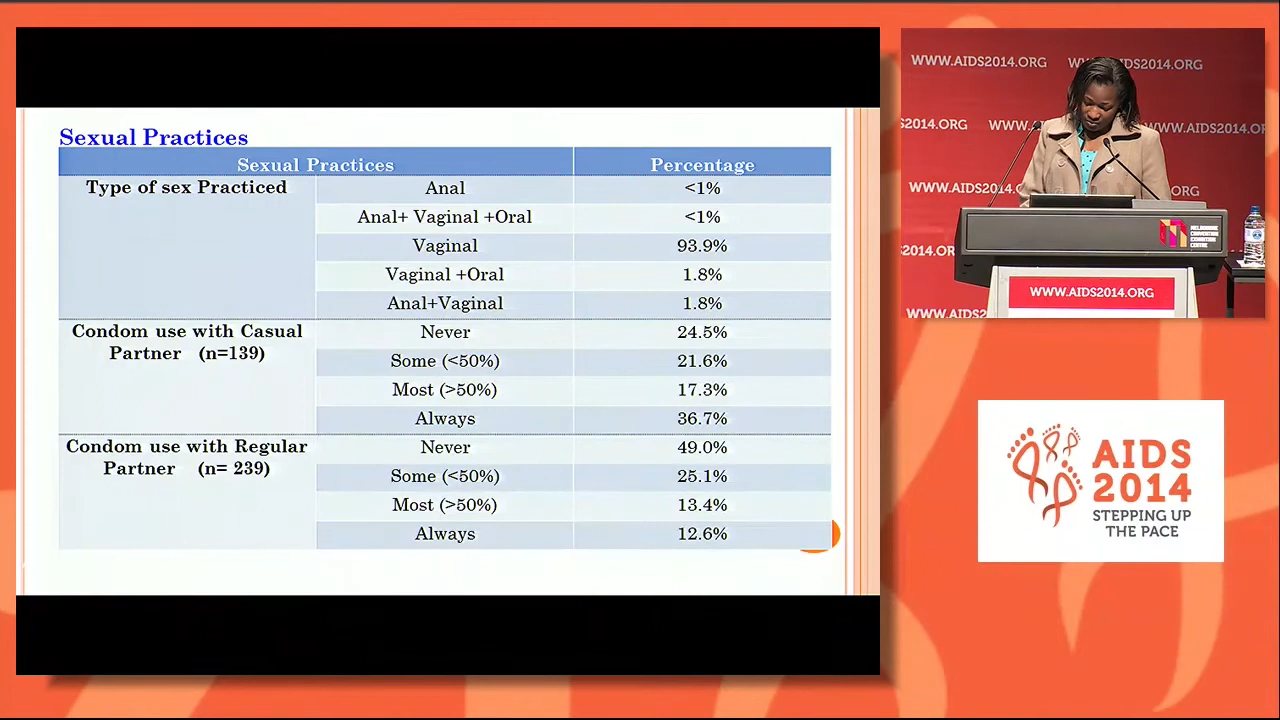 Sexual Practices
Sexual Practices Percentage
Type of sex Practiced Anal <1%
Anal+ Vaginal +Oral <1%
Vaginal 93.9%
Vaginal +Oral 1.8%
Anal+Vaginal 1.8%
Condom use with Casual Never 24.5%
Partner (n=139)
Some (<50%) 21.6%
Most (>50%) 17.3%
Always 36.7%
Condom use with Regular Never 49.0%
Partner (n= 239)
Some (<50%) 25.1%
Most (>50%) 13.4%
Always 12.6%
WWW.AIDS2014.ORG WWW.AIDS2014.ORG
S2014.ORG WWW.A WWW.AIDS2014.ORG
WWW.AIDS2014.ORG ORG
S2014.O
WWW.AIDS2014.ORG
WWW.AIDS
AIDS
2014
STEPPING UP
THE PACE